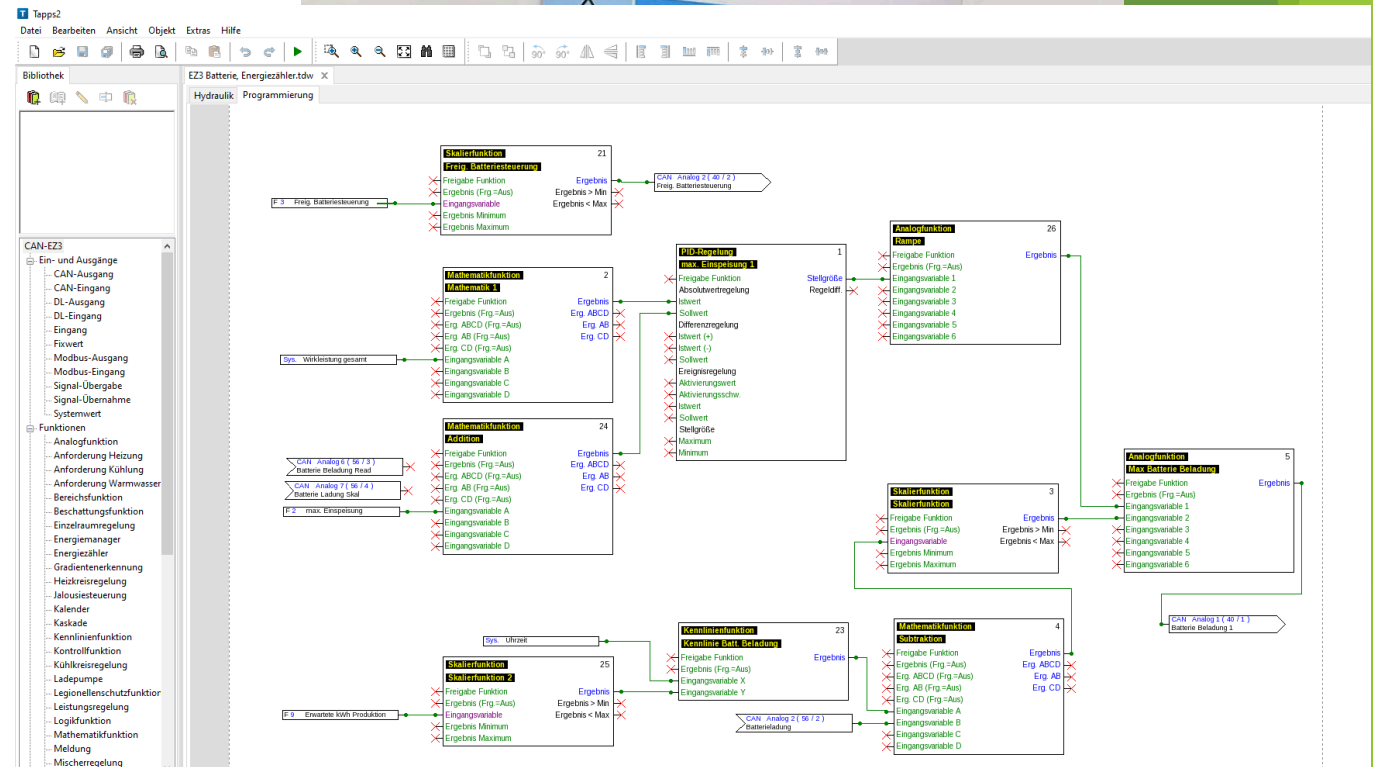 Tapps2
Datei Bearbeiten Ansicht Objekt Extras Hilfe
90° 90°
Bibliothek
EZ3 Batterie, Energiezähler.tdw X
Hydraulik Programmierung
CAN-EZ3
Ein- und Ausgänge
CAN-Ausgang
CAN-Eingang
DL-Ausgang
DL-Eingang
Eingang
Fixwert
Modbus-Ausgang
Modbus-Eingang
Signal-Übergabe
Signal-Übernahme
Systemwert
Funktionen
Analogfunktion
Anforderung Heizung
Anforderung Kühlung
Anforderung Warmwasser
Bereichsfunktion
Beschattungsfunktion
Einzelraumregelung
Energiemanager
Energiezähler
Gradientenerkennung
Heizkreisregelung
Jalousiesteuerung
Kalender
Kaskade
Kennlinienfunktion
Kontrollfunktion
Kühlkreisregelung
Ladepumpe
Legionellenschutzfunktion
Leistungsregelung
Logikfunktion
Mathematikfunktion
Meldung
Mischerregelung
Skalierfunktion 21
Freig. Batteriesteuerung
Freigabe Funktion Ergebnis
Ergebnis (Frg.=Aus) Ergebnis > Min
Eingangsvariable Ergebnis < Max
Ergebnis Minimum
Ergebnis Maximum
F 3 Freig. Batteriesteuerung
CAN Analog 2 ( 40 / 2 )
Freig. Batteriesteuerung
Mathematikfunktion 2
Mathematik 1
Freigabe Funktion Ergebnis
Ergebnis (Frg.=Aus) Erg. ABCD
Erg. ABCD (Frg.=Aus) Erg. AB
Erg. AB (Frg.=Aus) Erg. CD
Erg. CD (Frg.=Aus)
Eingangsvariable A
Eingangsvariable B
Eingangsvariable C
Eingangsvariable D
Sys. Wirkleistung gesamt
Mathematikfunktion 24
Addition
Freigabe Funktion Ergebnis
Ergebnis (Frg.=Aus) Erg. ABCD
Erg. ABCD (Frg.=Aus) Erg. AB
Erg. AB (Frg.=Aus) Erg. CD
Erg. CD (Frg.=Aus)
Eingangsvariable A
Eingangsvariable B
Eingangsvariable C
Eingangsvariable D
CAN Analog 6 ( 56 / 3 )
Batterie Beladung Read
CAN Analog 7 ( 56 / 4 )
Batterie Ladung Skal
F 2 max. Einspeisung
PID-Regelung 1
max. Einspeisung 1
Freigabe Funktion Stellgröße
Absolutwertregelung Regeldiff.
Istwert
Sollwert
Differenzregelung
Istwert (+)
Istwert (-)
Sollwert
Ereignisregelung
Aktivierungswert
Aktivierungsschw.
Istwert
Sollwert
Stellgröße
Maximum
Minimum
Analogfunktion 26
Rampe
Freigabe Funktion Ergebnis
Ergebnis (Frg.=Aus)
Eingangsvariable 1
Eingangsvariable 2
Eingangsvariable 3
Eingangsvariable 4
Eingangsvariable 5
Eingangsvariable 6
Analogfunktion 5
Max Batterie Beladung
Freigabe Funktion Ergebnis
Ergebnis (Frg.=Aus)
Eingangsvariable 1
Eingangsvariable 2
Eingangsvariable 3
Eingangsvariable 4
Eingangsvariable 5
Eingangsvariable 6
Skalierfunktion 3
Skalierfunktion
Freigabe Funktion Ergebnis
Ergebnis (Frg.=Aus) Ergebnis > Min
Eingangsvariable Ergebnis < Max
Ergebnis Minimum
Ergebnis Maximum
CAN Analog 1 ( 40 / 1 )
Batterie Beladung 1
Sys. Uhrzeit
Skalierfunktion 25
Skalierfunktion 2
Freigabe Funktion Ergebnis
Ergebnis (Frg.=Aus) Ergebnis > Min
Eingangsvariable Ergebnis < Max
Ergebnis Minimum
Ergebnis Maximum
F 9 Erwartete kWh Produktion
Kennlinienfunktion 23
Kennlinie Batt. Beladung
Freigabe Funktion Ergebnis
Ergebnis (Frg.=Aus)
Eingangsvariable X
Eingangsvariable Y
CAN Analog 2 ( 56 / 2 )
Batterieladung
Mathematikfunktion 4
Subtraktion
Freigabe Funktion Ergebnis
Ergebnis (Frg.=Aus) Erg. ABCD
Erg. ABCD (Frg.=Aus) Erg. AB
Erg. AB (Frg.=Aus) Erg. CD
Erg. CD (Frg.=Aus)
Eingangsvariable A
Eingangsvariable B
Eingangsvariable C
Eingangsvariable D